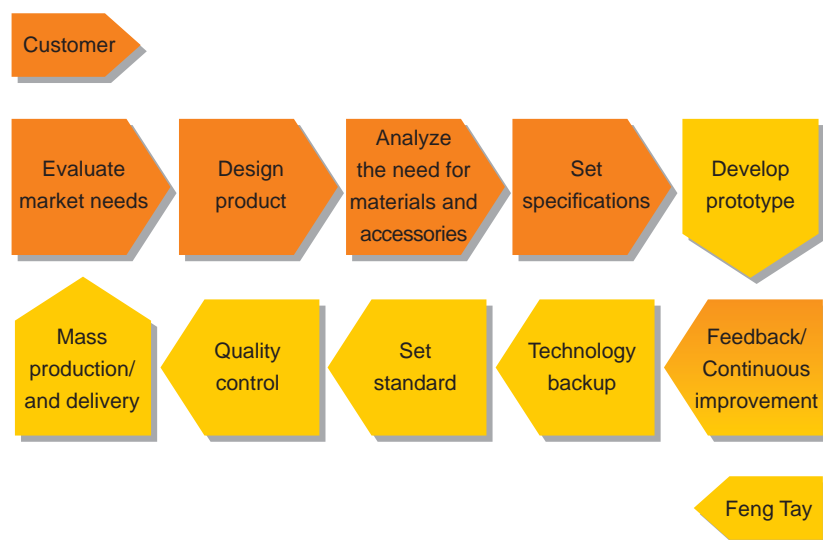 Customer
Evaluate
market needs
Design
product
Analyze
the need for
materials and
accessories
Set
specifications
Develop
prototype
Mass
production/
and delivery
Quality
control
Set
standard
Technology
backup
Feedback/
Continuous
improvement
Feng Tay